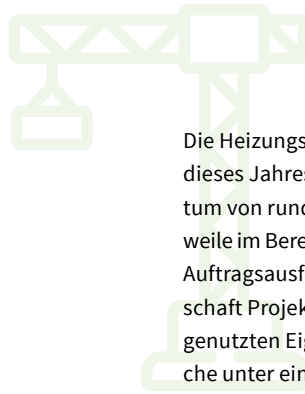 Die Heizungs
dieses Jahres
tum von rund
weile im Bere
Auftragsausf
schaft Projek
genutzten Eig
che unter ein